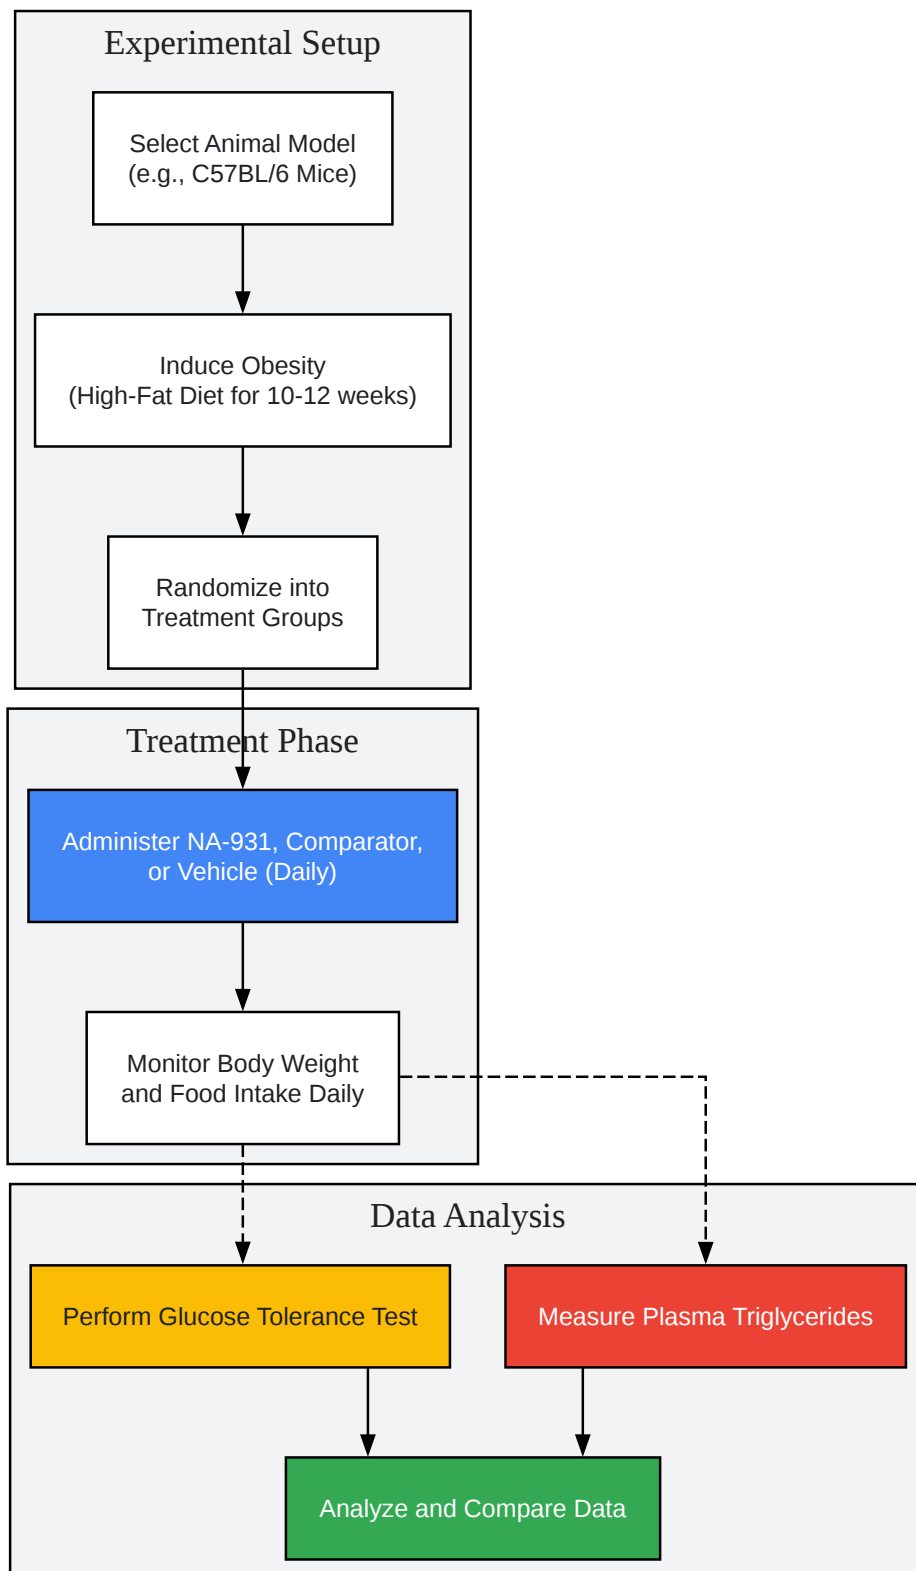 Experimental Setup
Select Animal Model
(e.g., C57BL/6 Mice)
Induce Obesity
(High-Fat Diet for 10-12 weeks)
Randomize into
Treatment Groups
Treatment Phase
Administer NA-931, Comparator,
or Vehicle (Daily)
Monitor Body Weight
and Food Intake Daily
Data Analysis
Perform Glucose Tolerance Test
Measure Plasma Triglycerides
Analyze and Compare Data